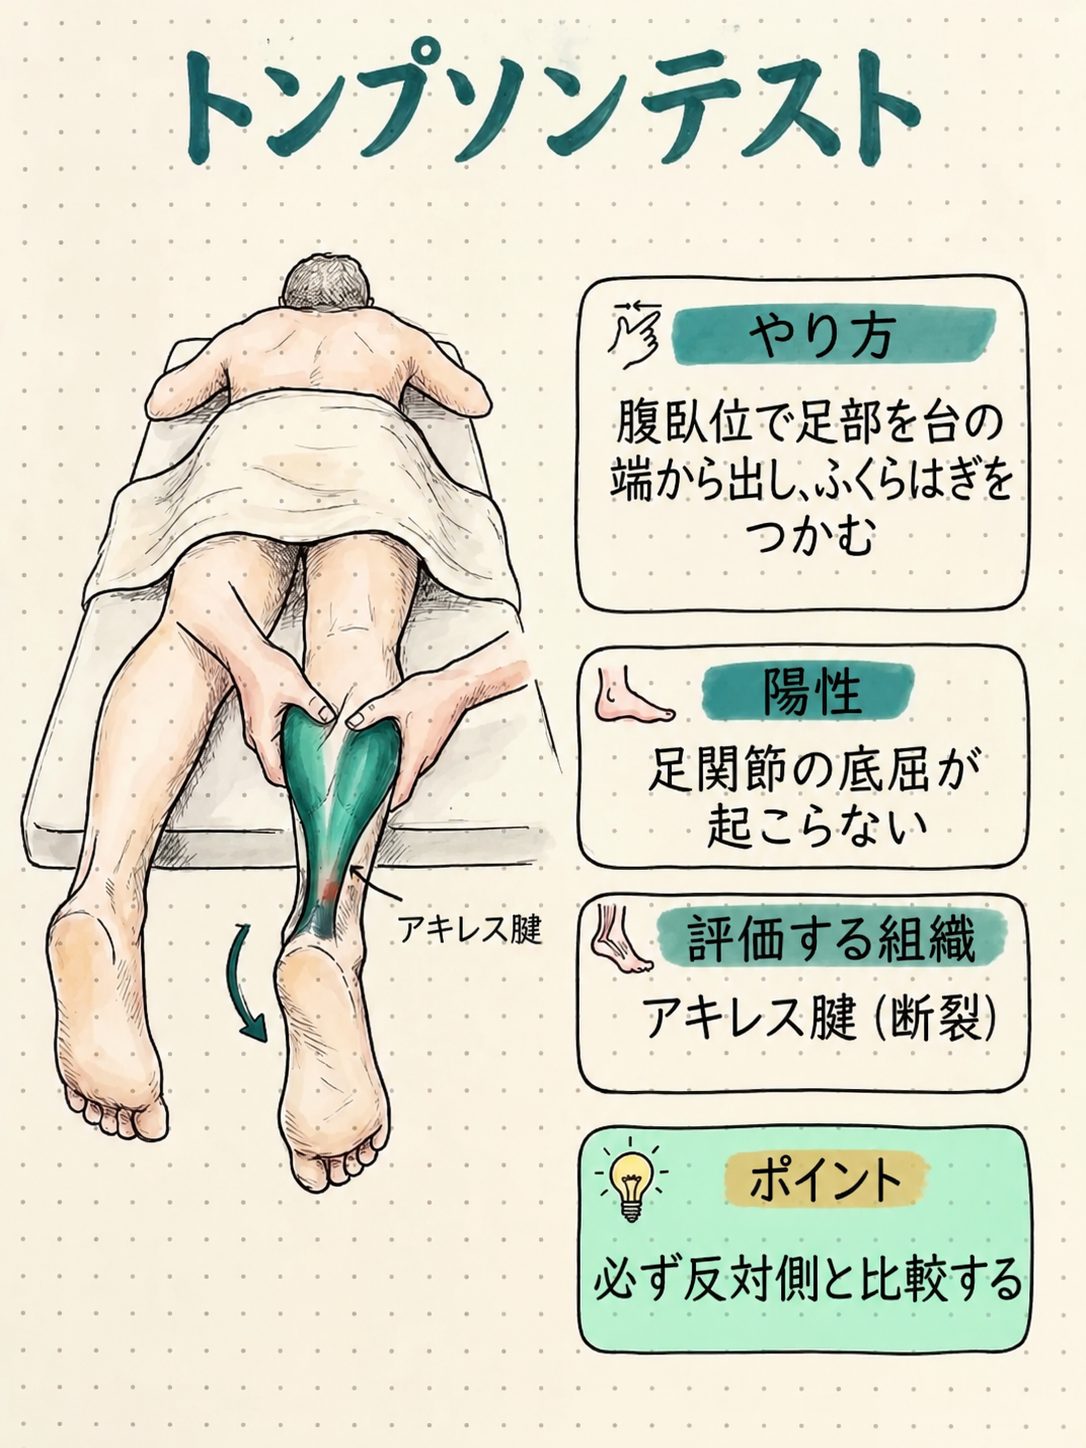 トンプソンテスト
やり方
腹臥位で足部を台の
端から出し、ふくらはぎを
つかむ
陽性
足関節の底屈が
起こらない
アキレス腱
評価する組織
アキレス腱(断裂)
ポイント
必ず反対側と比較する